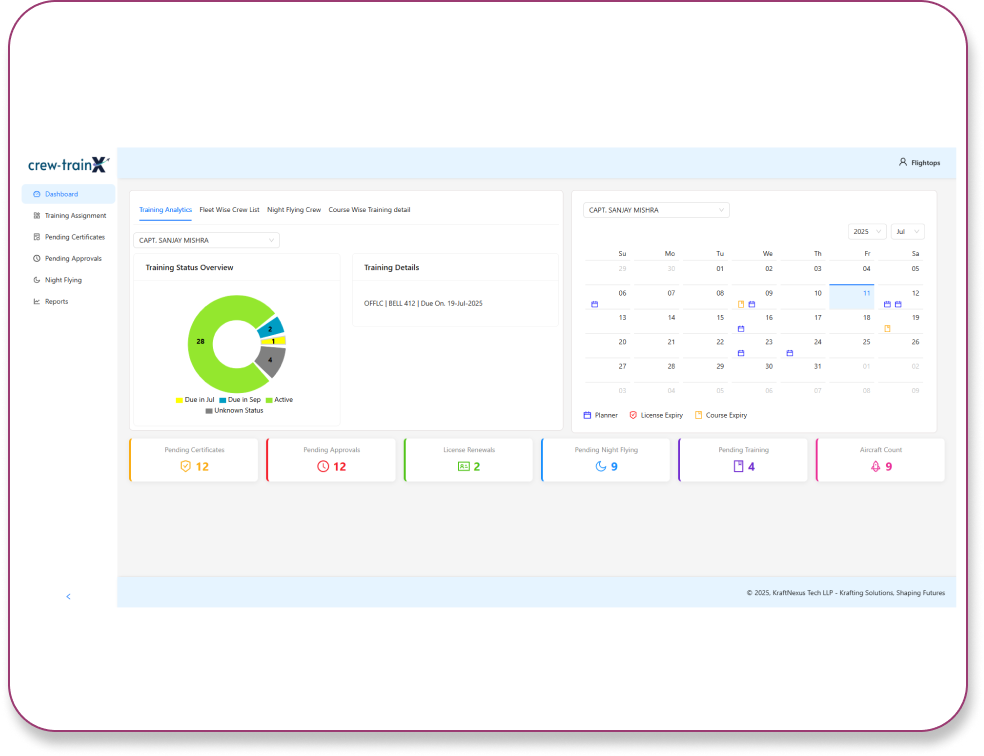 crew-trainX
Flightops
Dashboard
Training Assignment
Pending Certificates
Pending Approvals
Night Flying
Reports
<
Training Analytics Fleet Wise Crew List Night Flying Crew Course Wise Training detail
CAPT. SANJAY MISHRA
Training Status Overview
28
2
1
4
Due in Jul Due in Sep Active
Unknown Status
Training Details
OFFLC | BELL 412 | Due On. 19-Jul-2025
CAPT. SANJAY MISHRA
2025 Jul
Su Mo Tu We Th Fr Sa
29 30 01 02 03 04 05
06 07 08 09 10 11 12
13 14 15 16 17 18 19
20 21 22 23 24 25 26
27 28 29 30 31 01 02
03 04 05 06 07 08 09
Planner License Expiry Course Expiry
Pending Certificates
12
Pending Approvals
12
License Renewals
2
Pending Night Flying
9
Pending Training
4
Aircraft Count
9
© 2025, KraftNexus Tech LLP - Krafting Solutions, Shaping Futures